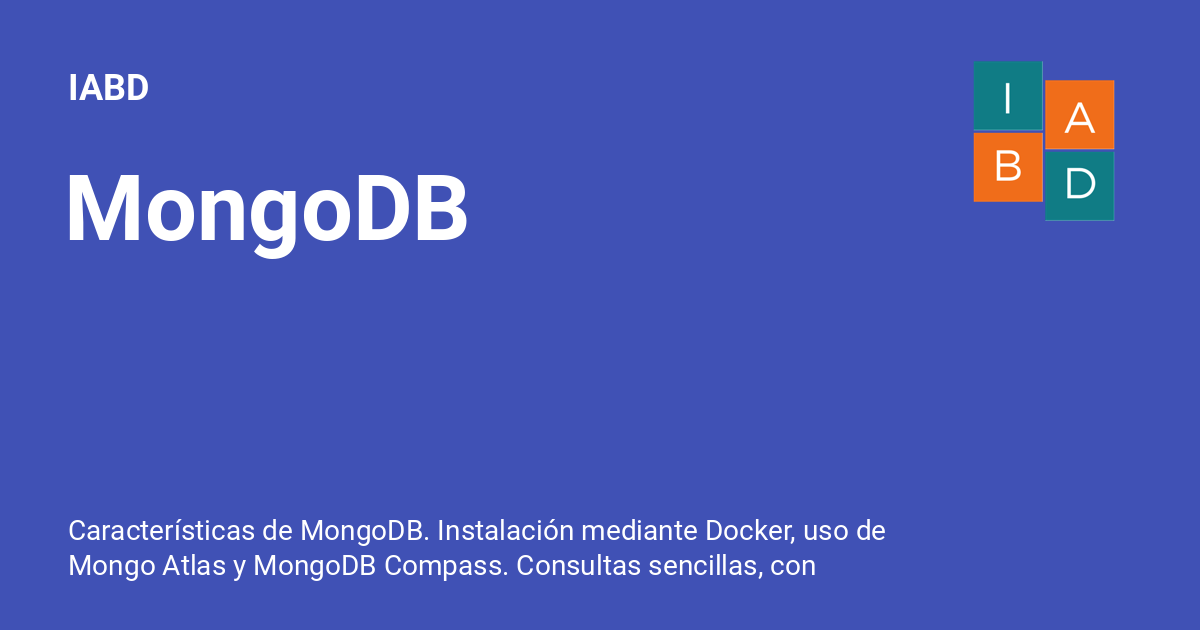 IABD
I
A
B
D
MongoDB
Características de MongoDB. Instalación mediante Docker, uso de
Mongo Atlas y MongoDB Compass. Consultas sencillas, con